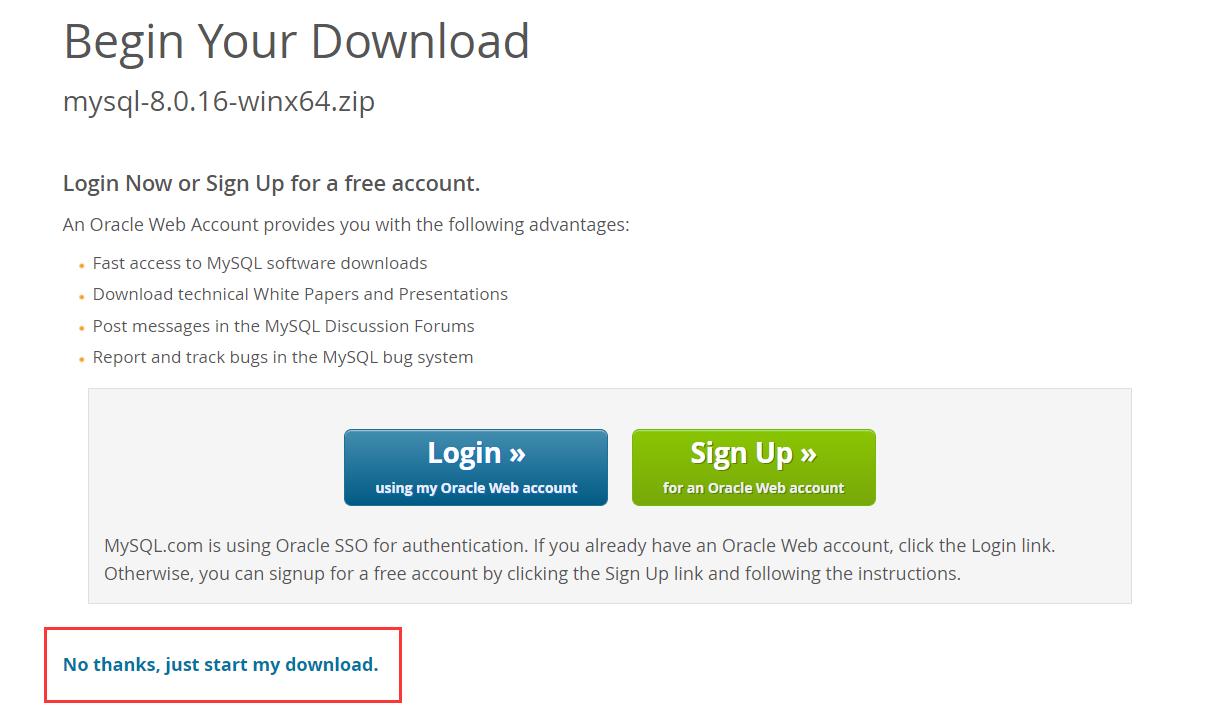 Begin Your Download
mysql-8.0.16-winx64.zip
Login Now or Sign Up for a free account.
An Oracle Web Account provides you with the following advantages:
Fast access to MySQL software downloads
Download technical White Papers and Presentations
Post messages in the MySQL Discussion Forums
Report and track bugs in the MySQL bug system
Login »
using my Oracle Web account
Sign Up »
for an Oracle Web account
MySQL.com is using Oracle SSO for authentication. If you already have an Oracle Web account, click the Login link.
Otherwise, you can signup for a free account by clicking the Sign Up link and following the instructions.
No thanks, just start my download.